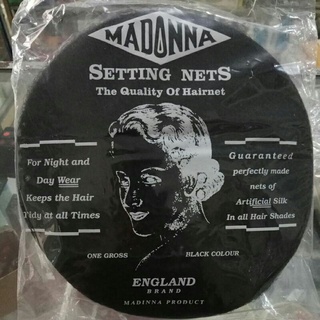 MADONNA
SETTING NETS
The Quality Of Hairnet
For Night and
Day Wear
Keeps the Hair
Tidy at all Times
Guaranteed
perfectly made
nets of
Artificial Silk
In all Hair Shades
ONE GROSS
BLACK COLOUR
ENGLAND
BRAND
MADINNA PRODUCT